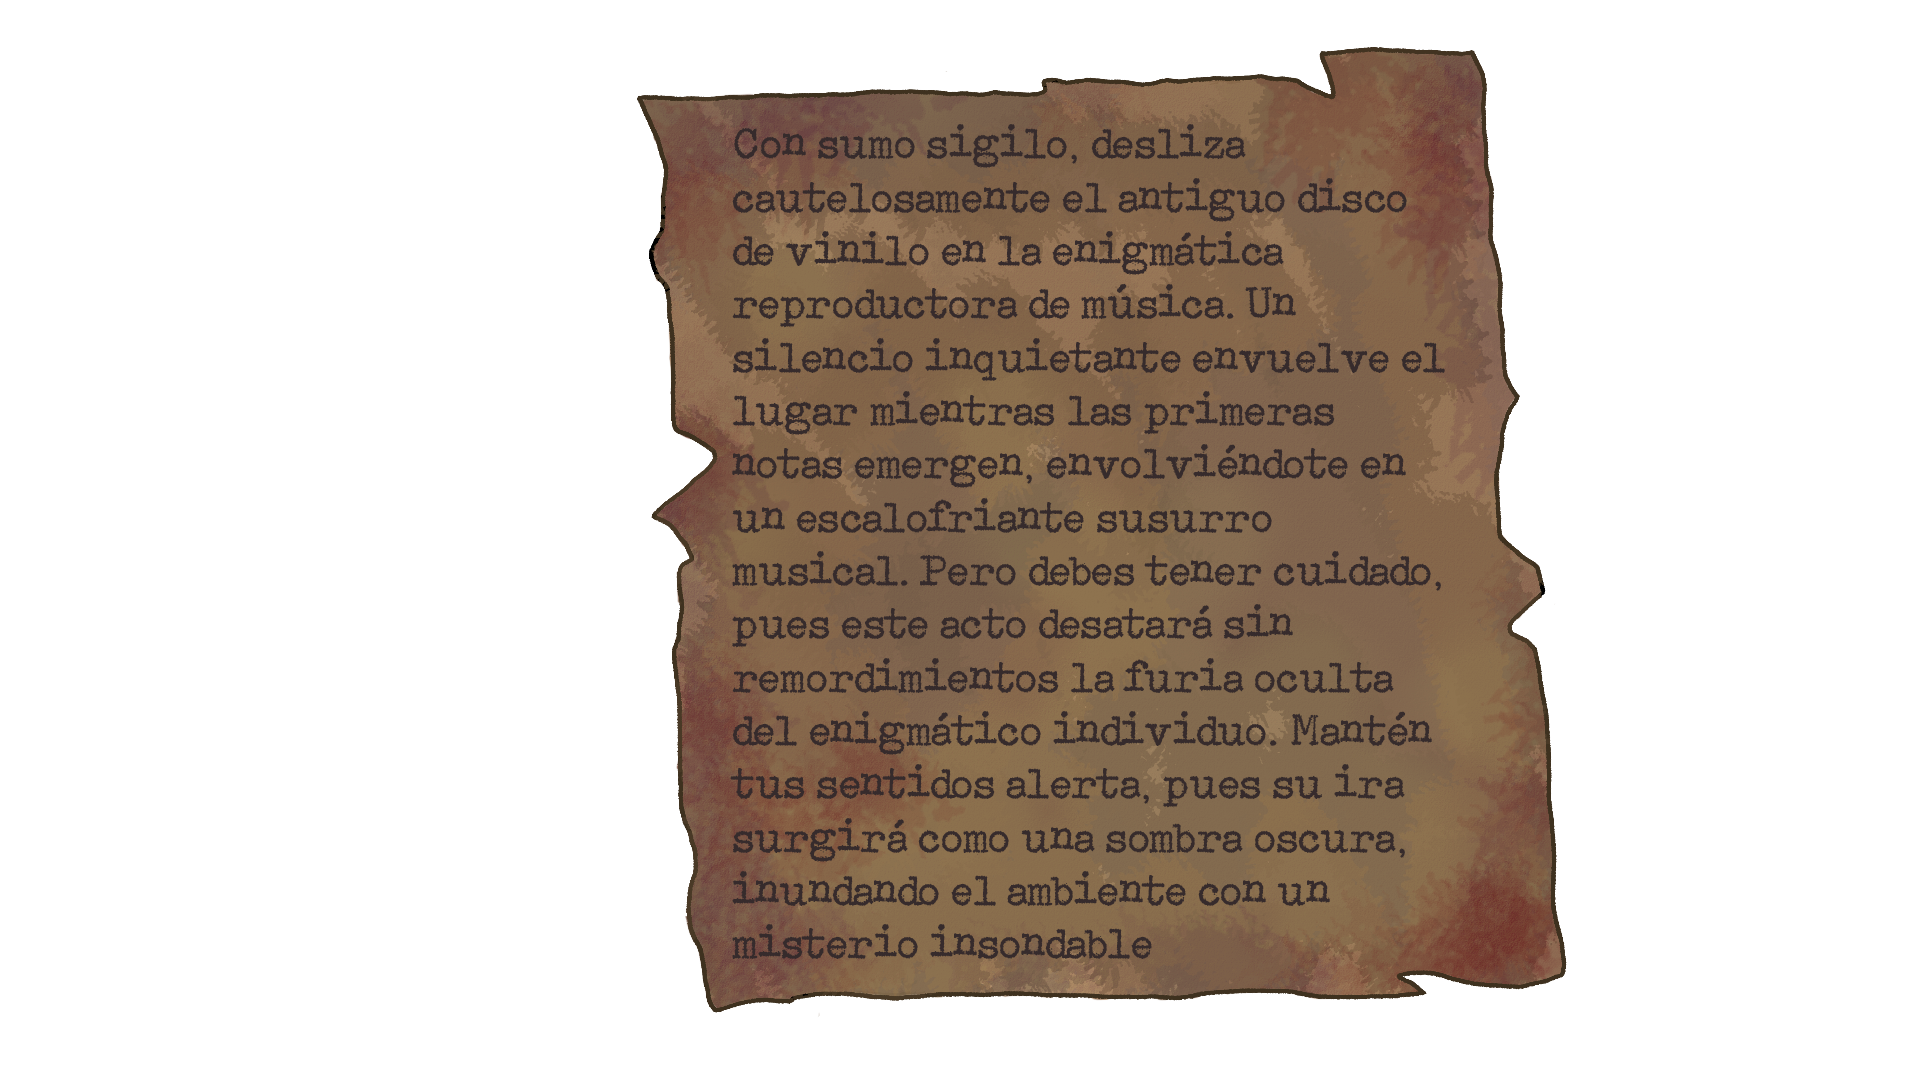 Con sumo sigilo, desliza
cautelosamente el antiguo disco
de vinilo en la enigmática
reproductora de música. Un
silencio inquietante envuelve el
lugar mientras las primeras
notas emergen, envolviéndote en
un escalofriante susurro
musical. Pero debes tener cuidado,
pues este acto desatará sin
remordimientos la furia oculta
del enigmático individuo. Mantén
tus sentidos alerta, pues su ira
surgirá como una sombra oscura,
inundando el ambiente con un
misterio insondable